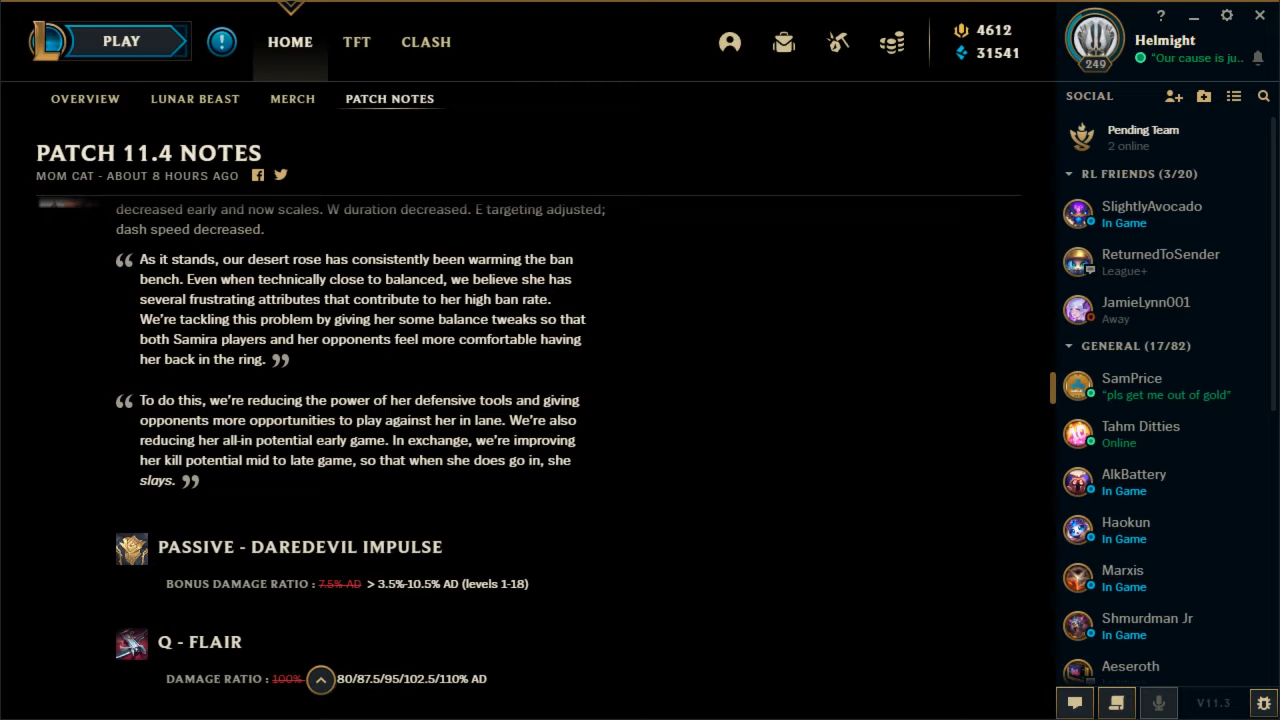 PLAY
HOME
TFT
CLASH
4612
31541
?
249
Helmight
"Our cause is ju..
OVERVIEW
LUNAR BEAST
MERCH
PATCH NOTES
SOCIAL
PATCH 11.4 NOTES
MOM CAT - ABOUT 8 HOURS AGO
decreased early and now scales. W duration decreased. E targeting adjusted;
dash speed decreased.
“ As it stands, our desert rose has consistently been warming the ban
bench. Even when technically close to balanced, we believe she has
several frustrating attributes that contribute to her high ban rate.
We’re tackling this problem by giving her some balance tweaks so that
both Samira players and her opponents feel more comfortable having
her back in the ring. ”
“ To do this, we’re reducing the power of her defensive tools and giving
opponents more opportunities to play against her in lane. We’re also
reducing her all-in potential early game. In exchange, we’re improving
her kill potential mid to late game, so that when she does go in, she
slays. ”
PASSIVE - DAREDEVIL IMPULSE
BONUS DAMAGE RATIO : 7.5% AD > 3.5%-10.5% AD (levels 1-18)
Q - FLAIR
DAMAGE RATIO : 100% 80/87.5/95/102.5/110% AD
Pending Team
2 online
RL FRIENDS (3/20)
SlightlyAvocado
In Game
ReturnedToSender
League+
JamieLynn001
Away
GENERAL (17/82)
SamPrice
"pls get me out of gold"
Tahm Ditties
Online
AlkBattery
In Game
Haokun
In Game
Marxis
In Game
Shmurdman Jr
In Game
Aeseroth
V11.3